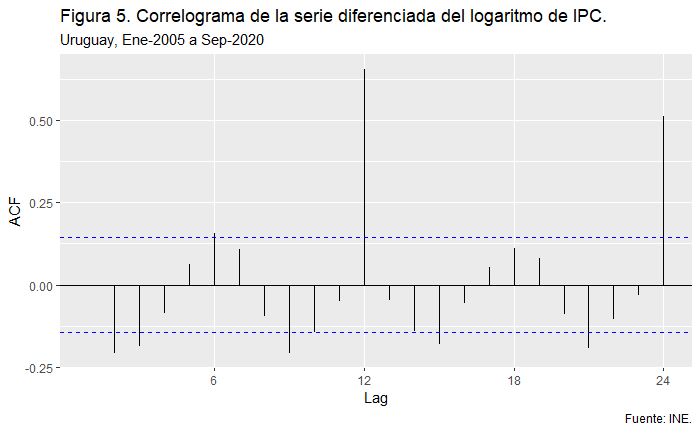 Figura 5. Correlograma de la serie diferenciada del logaritmo de IPC.
Uruguay, Ene-2005 a Sep-2020
ACF
0.50
0.25
0.00
-0.25
6 12 18 24
Lag
Fuente: INE.